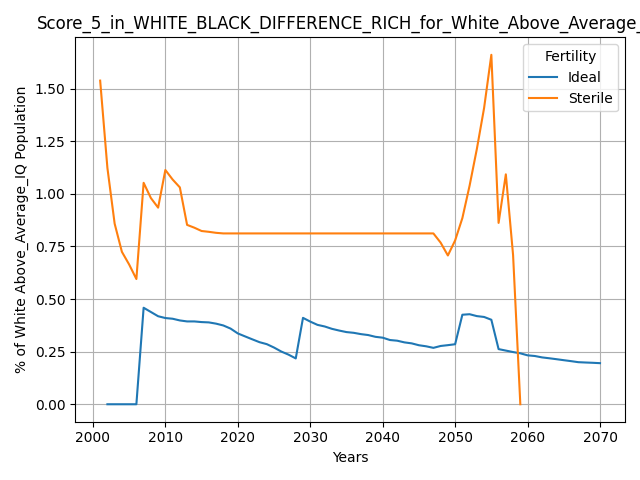 Score_5_in_WHITE_BLACK_DIFFERENCE_RICH_for_White_Above_Average_
% of White Above_Average_IQ Population
1.50
1.25
1.00
0.75
0.50
0.25
0.00
Fertility
Ideal
Sterile
2000 2010 2020 2030 2040 2050 2060 2070
Years